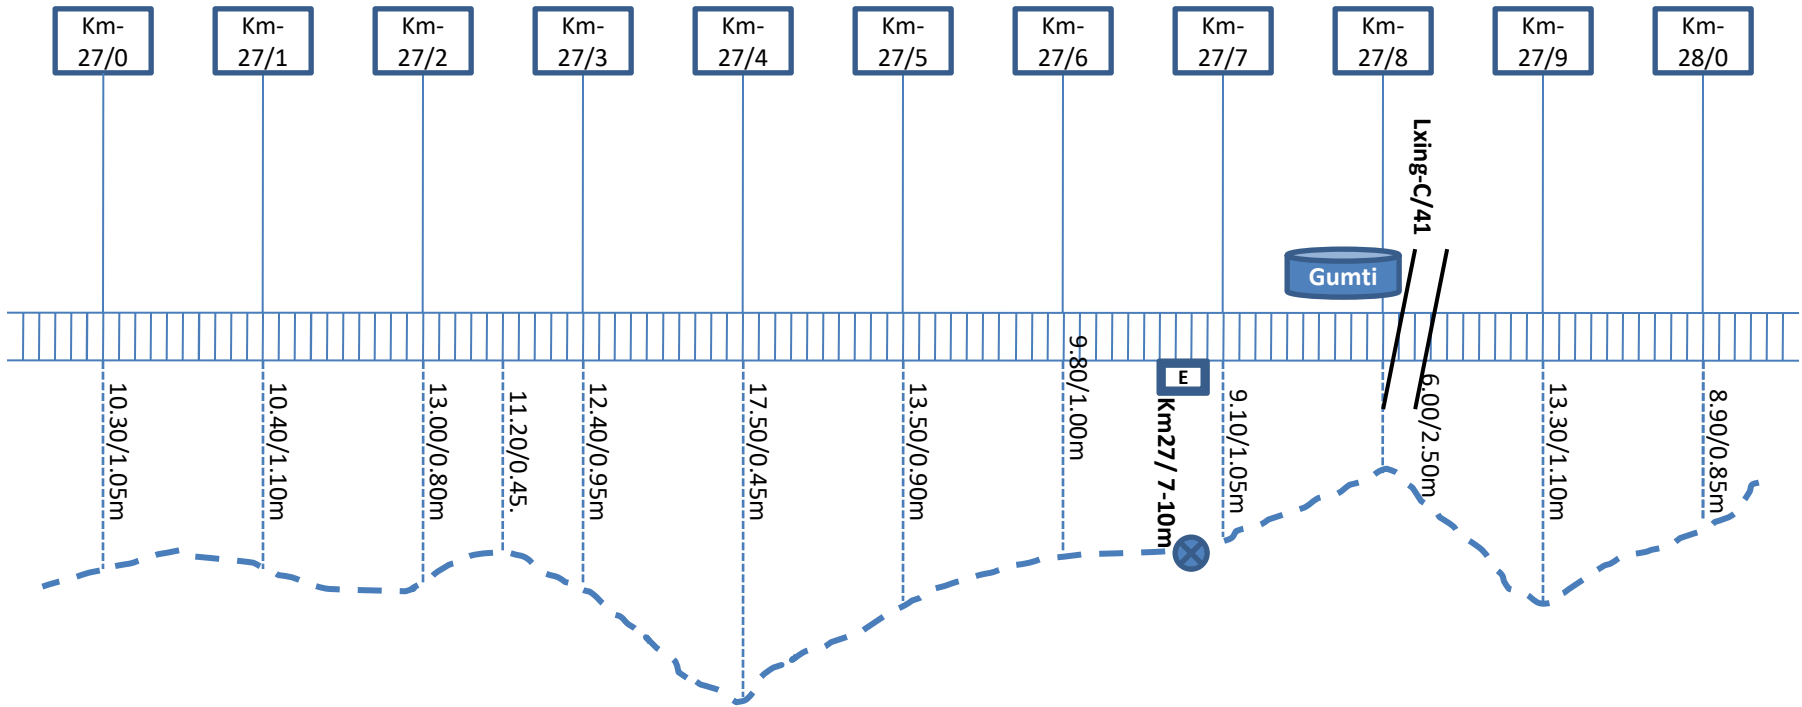 Km-
27/0
Km-
27/1
Km-
27/2
Km-
27/3
Km-
27/4
Km-
27/5
Km-
27/6
Km-
27/7
Km-
27/8
Km-
27/9
Km-
28/0
Lxing-C/41
Gumti
E
10.30/1.05m
10.40/1.10m
13.00/0.80m
11.20/0.45.
12.40/0.95m
17.50/0.45m
13.50/0.90m
9.80/1.00m
Km27/ 7-10m
9.10/1.05m
6.00/2.50m
13.30/1.10m
8.90/0.85m